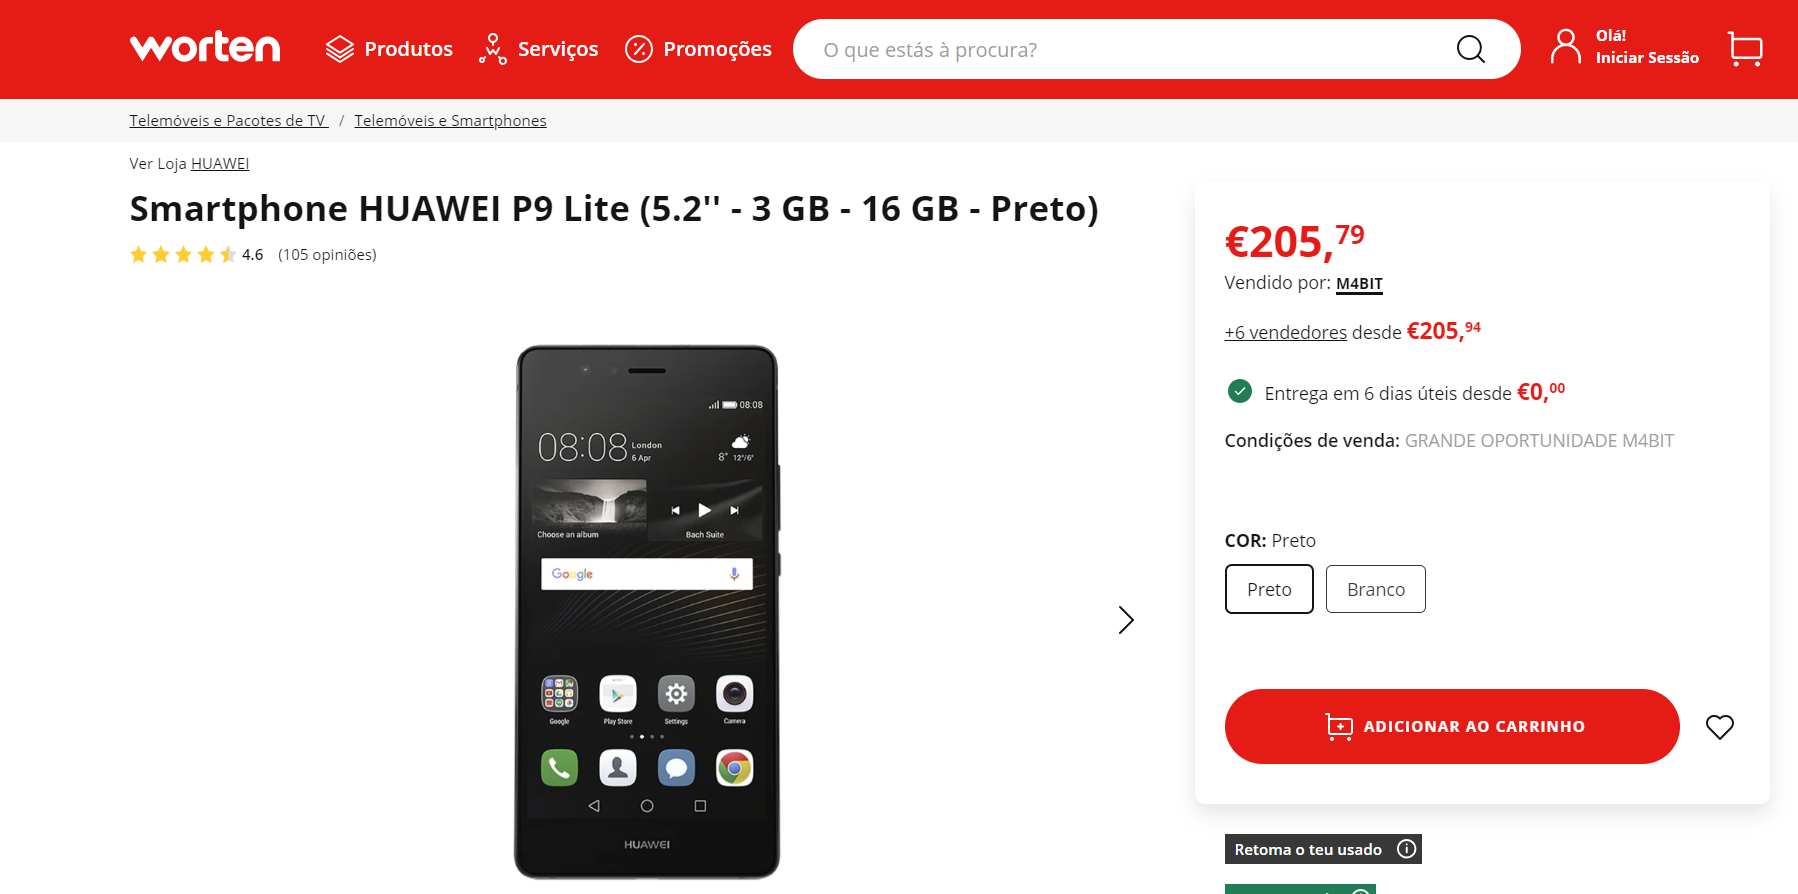 worten
Produtos
Serviços
Promoções
O que estás à procura?
Olá!
Iniciar Sessão
Telemóveis e Pacotes de TV / Telemóveis e Smartphones
Ver Loja HUAWEI
Smartphone HUAWEI P9 Lite (5.2'' - 3 GB - 16 GB - Preto)
4.6 (105 opiniões)
08:08
08:08
London
6 Apr
8° 12°/6°
Choose an album
Bach Suite
Google
Google
Play Store
Settings
Camera
HUAWEI
€205,79
Vendido por: M4BIT
+6 vendedores desde €205,94
Entrega em 6 dias úteis desde €0,00
Condições de venda: GRANDE OPORTUNIDADE M4BIT
COR: Preto
Preto
Branco
ADICIONAR AO CARRINHO
Retoma o teu usado